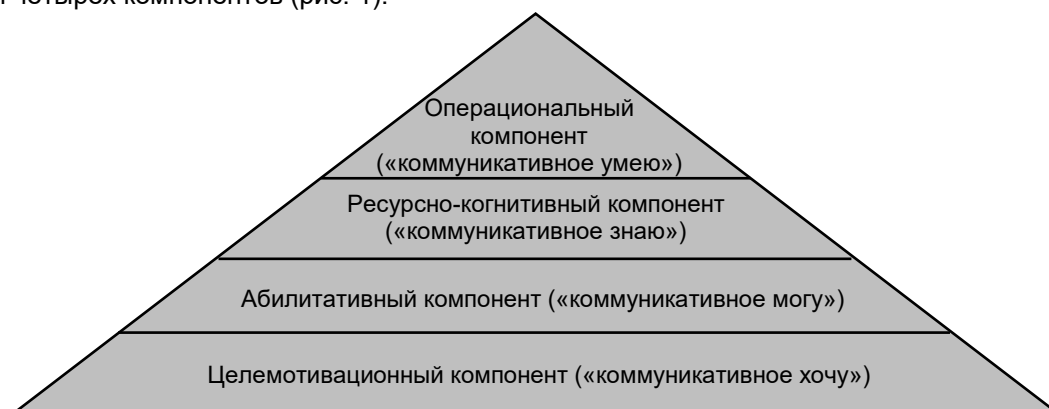 четырех компонентов (рис. 1).
Операциональный
компонент
(«коммуникативное умею»)
Ресурсно-когнитивный компонент
(«коммуникативное знаю»)
Абилитативный компонент («коммуникативное могу»)
Целемотивационный компонент («коммуникативное хочу»)